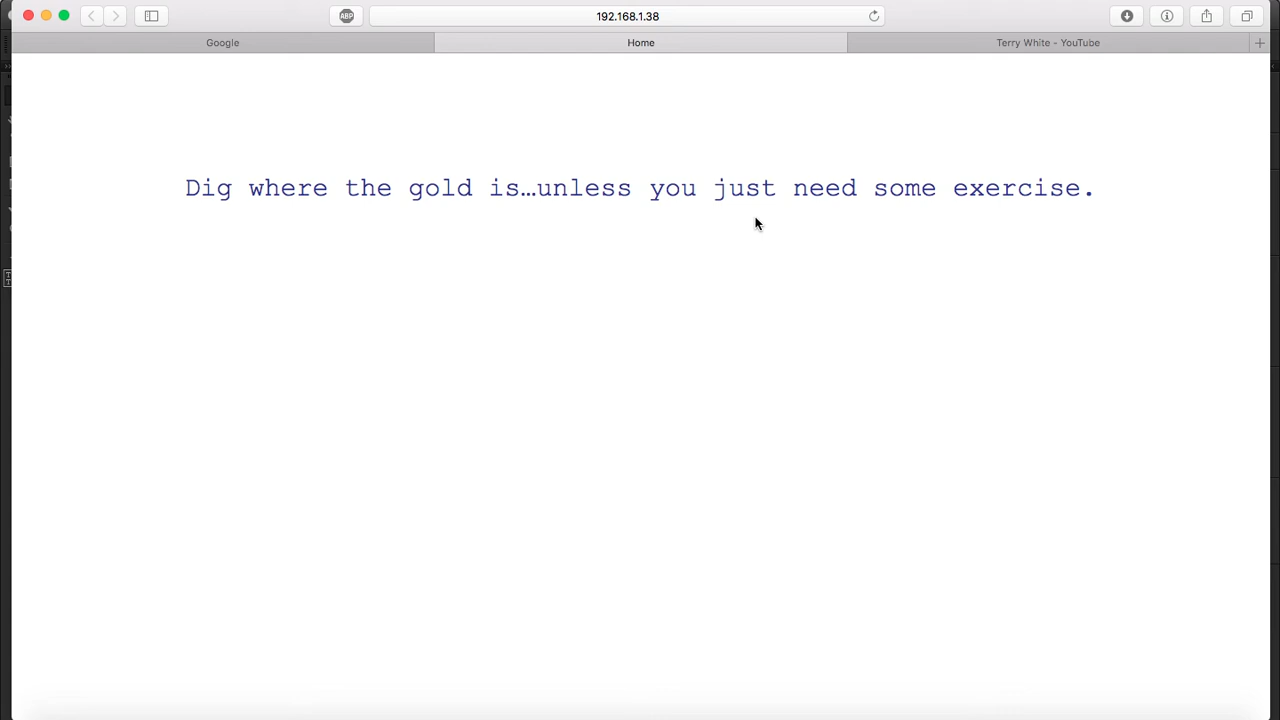 ABP
192.168.1.38
Google
Home
Terry White - YouTube
Dig where the gold is…unless you just need some exercise.